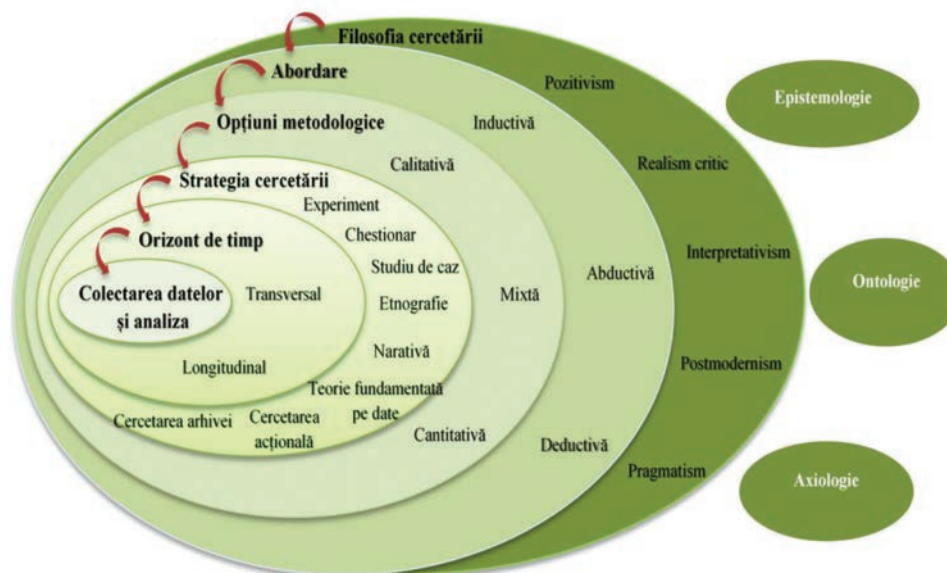 Filosofia cercetării
Abordare
Pozitivism
Epistemologie
Opțiuni metodologice
Inductivă
Calitativă
Realism critic
Strategia cercetării
Experiment
Orizont de timp
Chestionar
Interpretativism
Studiu de caz
Abductivă
Ontologie
Colectarea datelor
și analiza
Transversal
Etnografie
Mixtă
Narativă
Longitudinal
Postmodernism
Teorie fundamentată
pe date
Cercetarea arhivei
Cercetarea
acțională
Cantitativă
Deductivă
Pragmatism
Axiologie